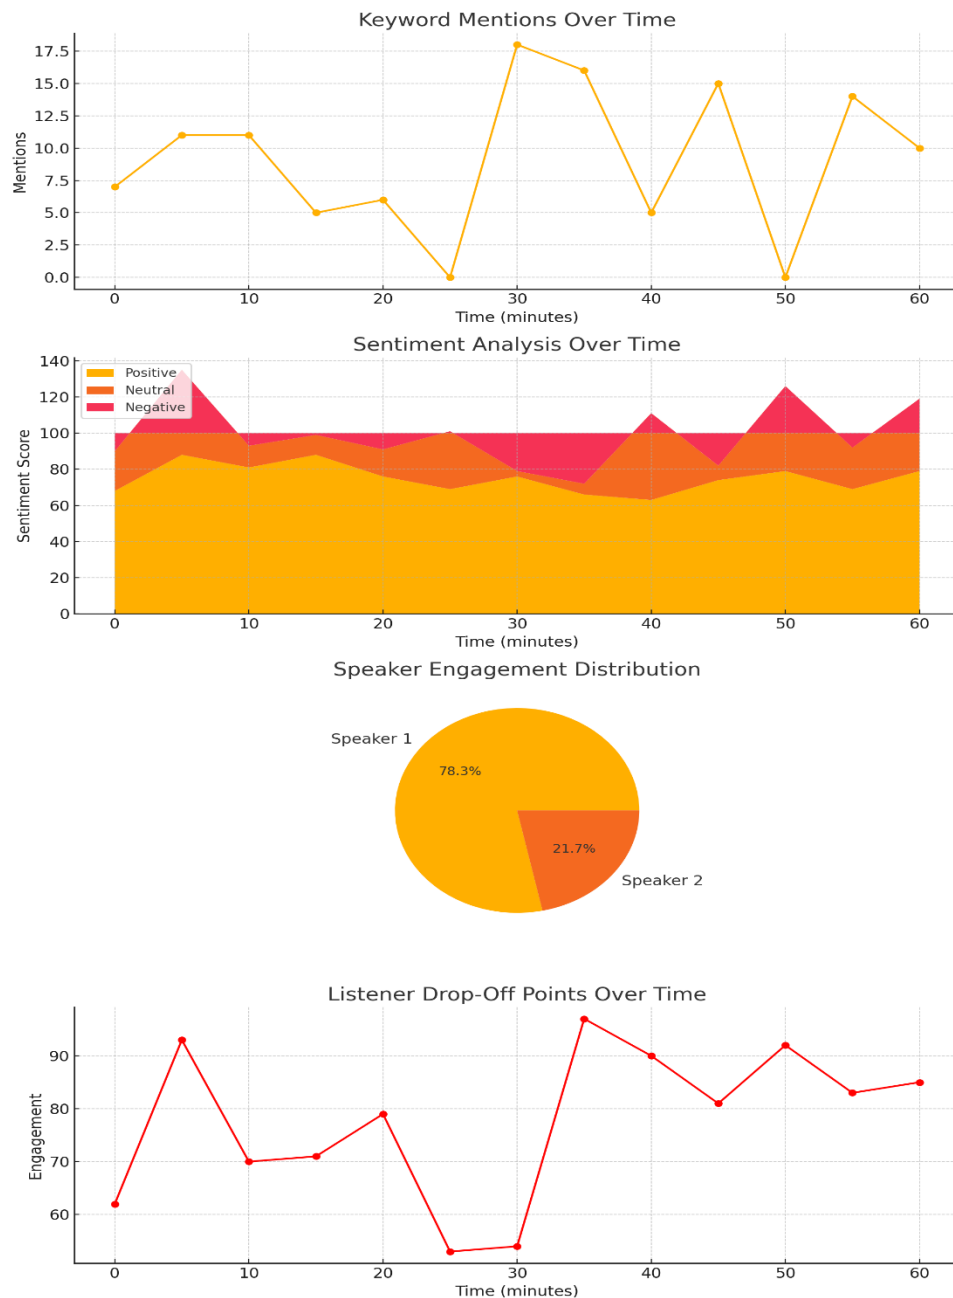 Keyword Mentions Over Time
Mentions
17.5
15.0
12.5
10.0
7.5
5.0
2.5
0.0
0 10 20 30 40 50 60
Time (minutes)
Sentiment Analysis Over Time
Sentiment Score
140
120
100
80
60
40
20
0
Positive
Neutral
Negative
0 10 20 30 40 50 60
Time (minutes)
Speaker Engagement Distribution
Speaker 1
78.3%
21.7%
Speaker 2
Listener Drop-Off Points Over Time
Engagement
90
80
70
60
0 10 20 30 40 50 60
Time (minutes)